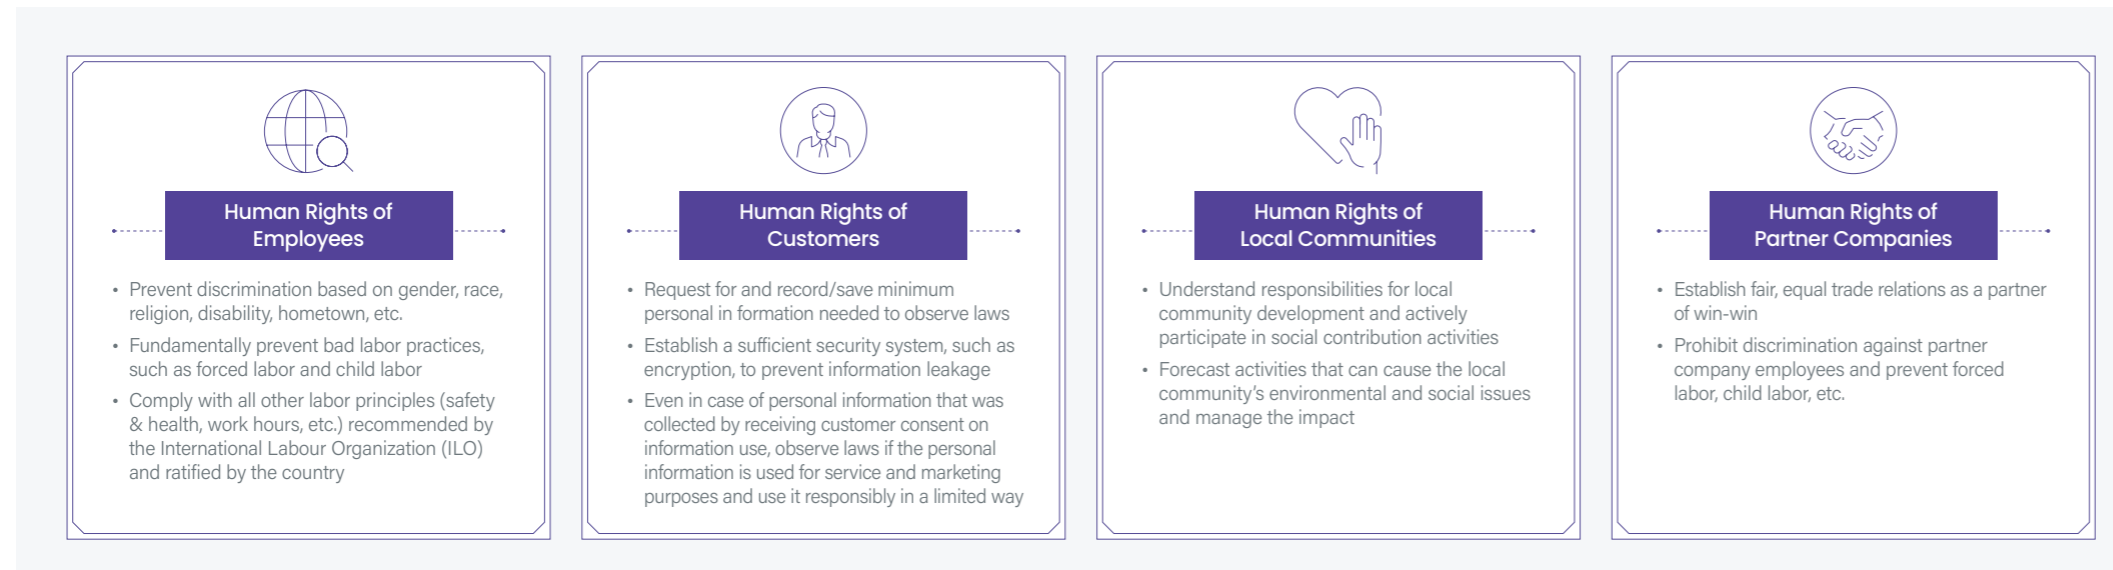 Human Rights of
Employees
• Prevent discrimination based on gender, race,
religion, disability, hometown, etc.
• Fundamentally prevent bad labor practices,
such as forced labor and child labor
• Comply with all other labor principles (safety
& health, work hours, etc.) recommended by
the International Labour Organization (ILO)
and ratified by the country
Human Rights of
Customers
• Request for and record/save minimum
personal in formation needed to observe laws
• Establish a sufficient security system, such as
encryption, to prevent information leakage
• Even in case of personal information that was
collected by receiving customer consent on
information use, observe laws if the personal
information is used for service and marketing
purposes and use it responsibly in a limited way
Human Rights of
Local Communities
• Understand responsibilities for local
community development and actively
participate in social contribution activities
• Forecast activities that can cause the local
community’s environmental and social issues
and manage the impact
Human Rights of
Partner Companies
• Establish fair, equal trade relations as a partner
of win-win
• Prohibit discrimination against partner
company employees and prevent forced
labor, child labor, etc.